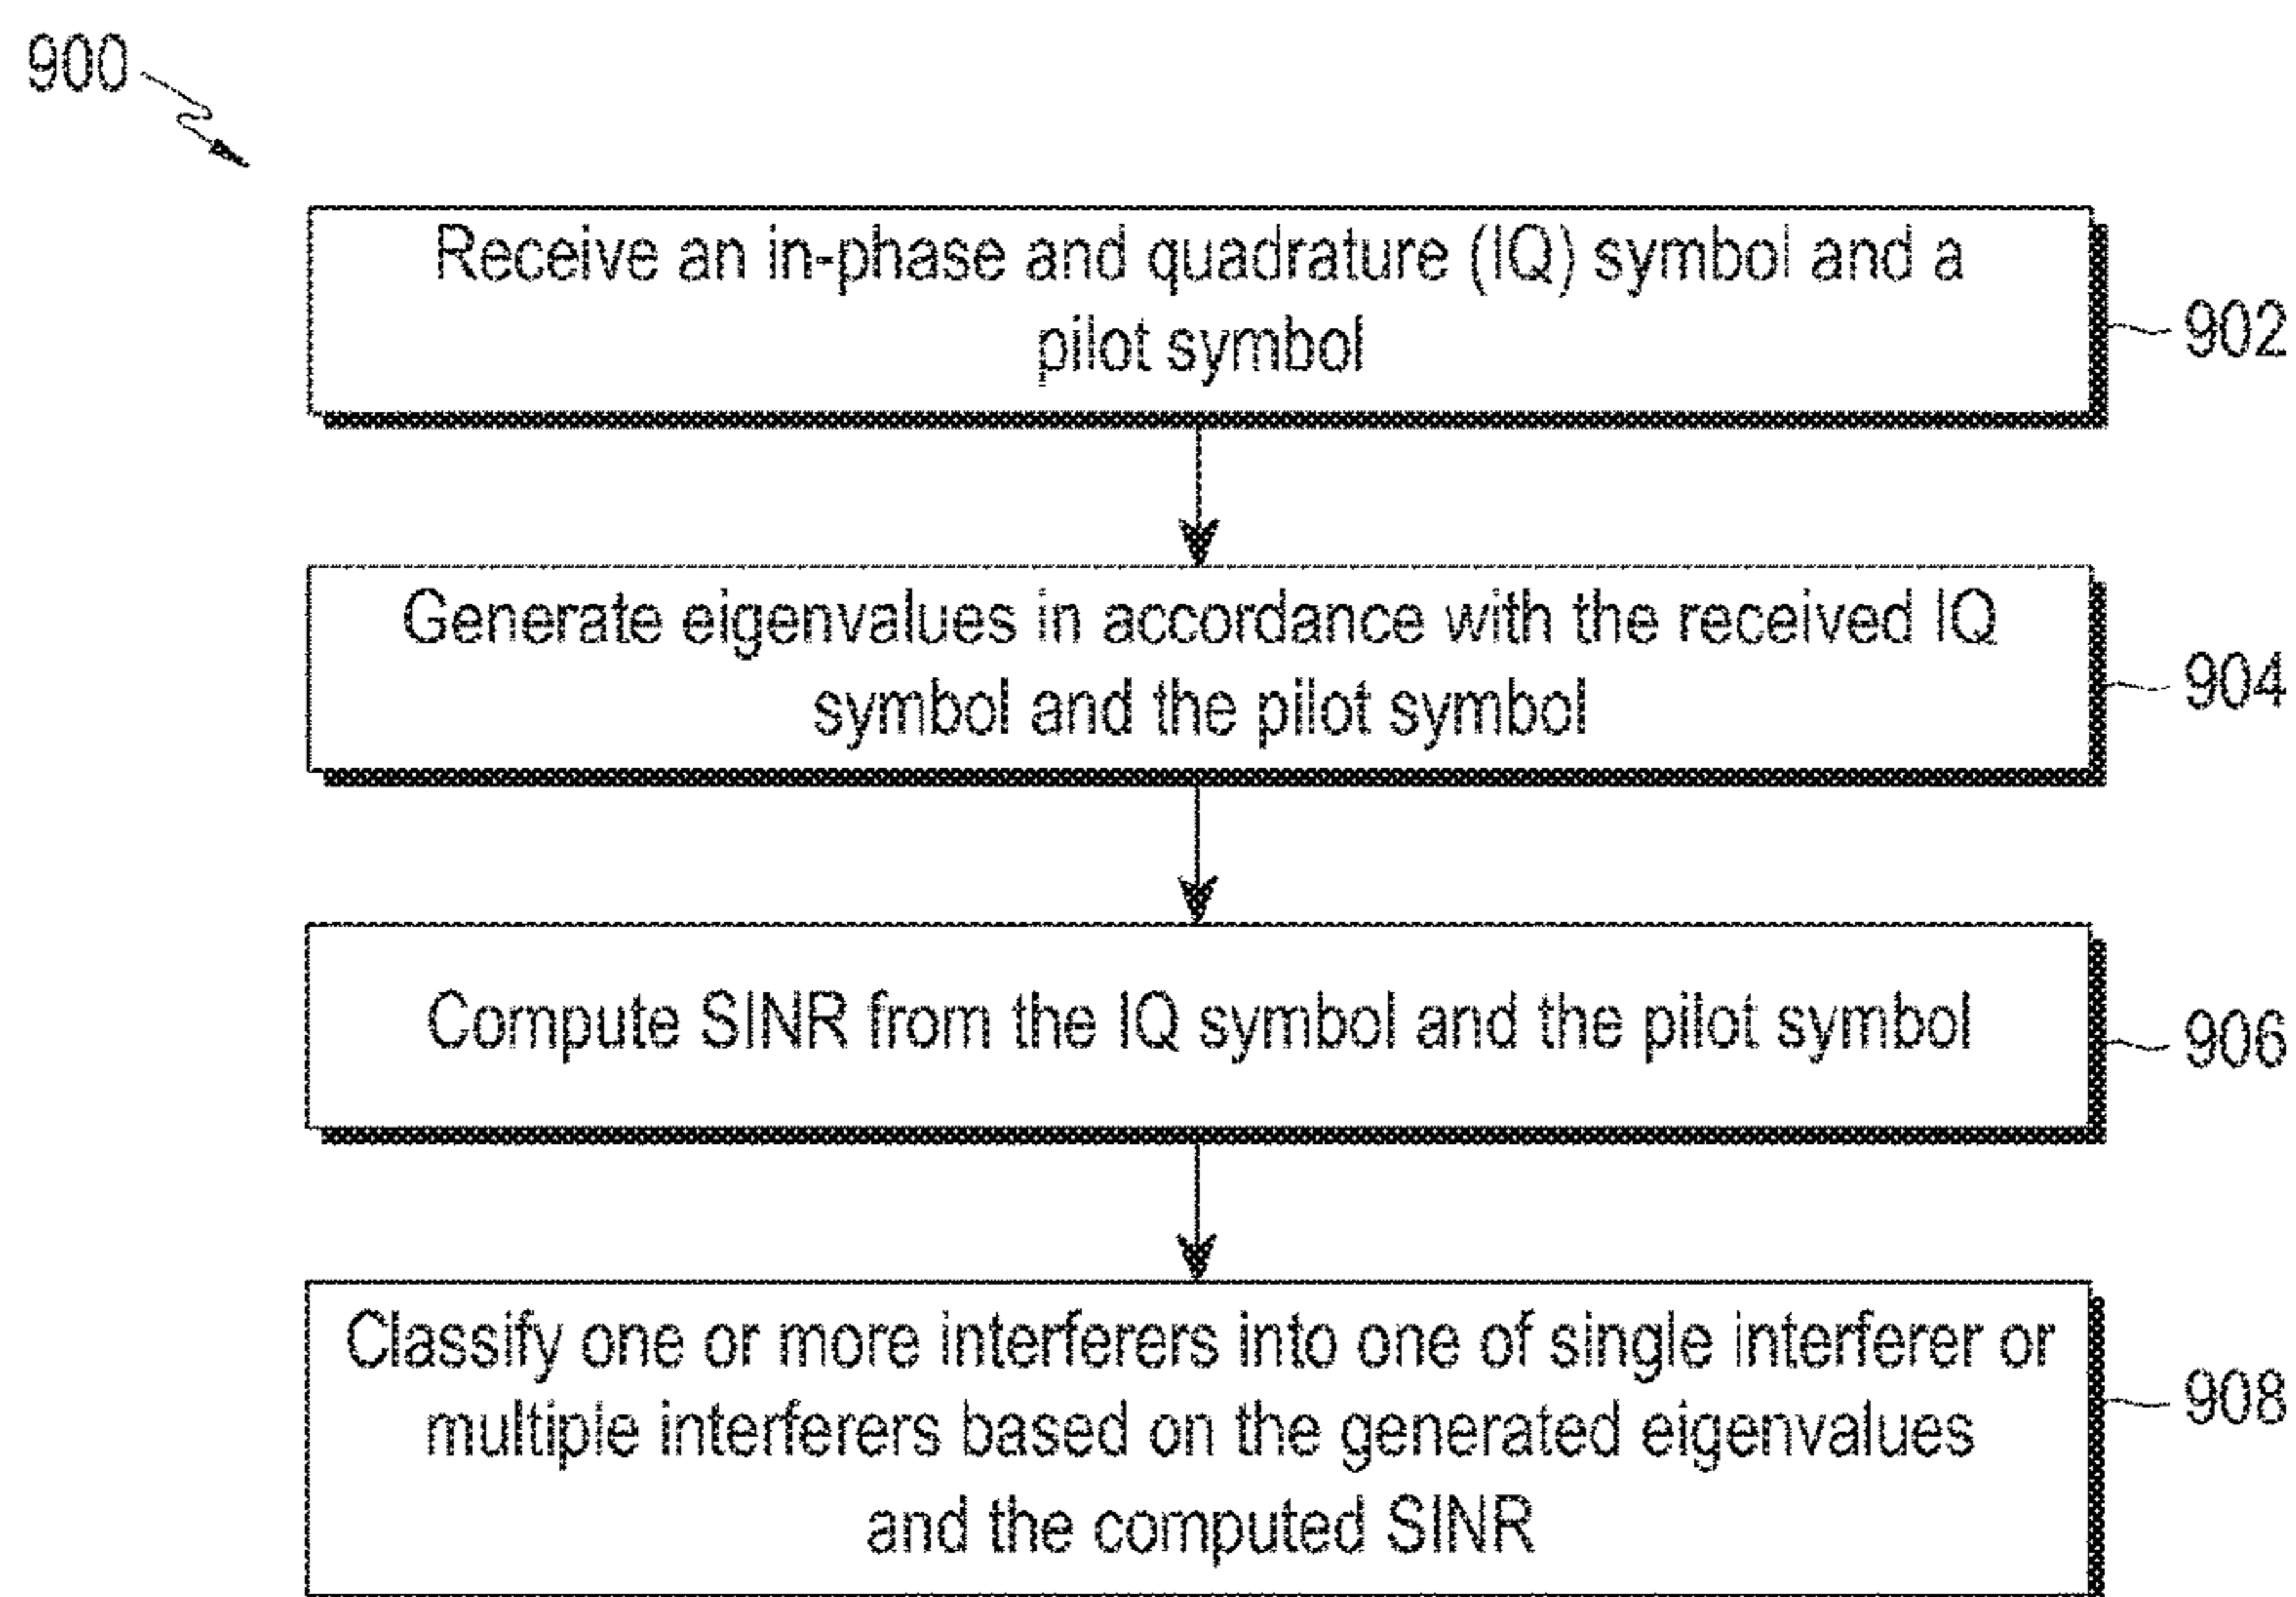 900
Receive an in-phase and quadrature (IQ) symbol and a
pilot symbol
902
Generate eigenvalues in accordance with the received IQ
symbol and the pilot symbol
904
Compute SINR from the IQ symbol and the pilot symbol
906
Classify one or more interferers into one of single interferer or
multiple interferers based on the generated eigenvalues
and the computed SINR
908